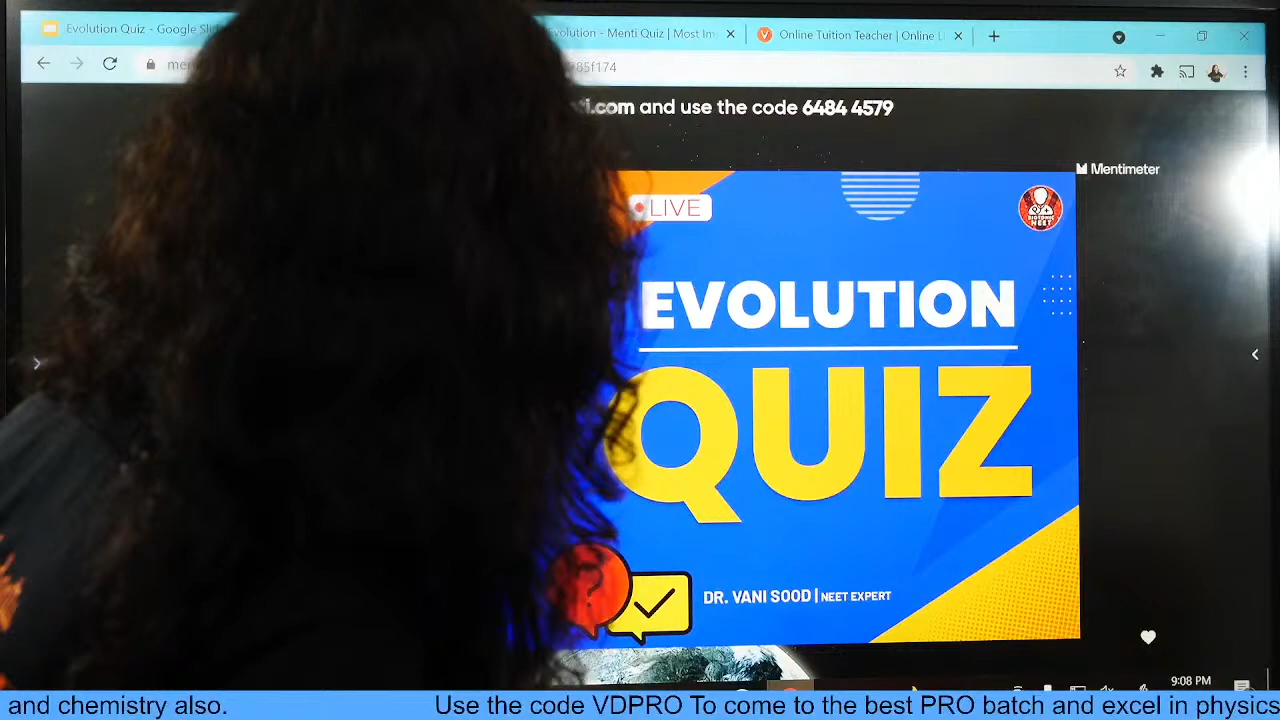 Evolution Quiz - Google Slid
volution - Menti Quiz | Most Im
Online Tuition Teacher | Online L
85f174
ti.com and use the code 6484 4579
Mentimeter
LIVE
EVOLUTION
QUIZ
?
DR. VANI SOOD | NEET EXPERT
9:08 PM
and chemistry also. Use the code VDPRO To come to the best PRO batch and excel in physics